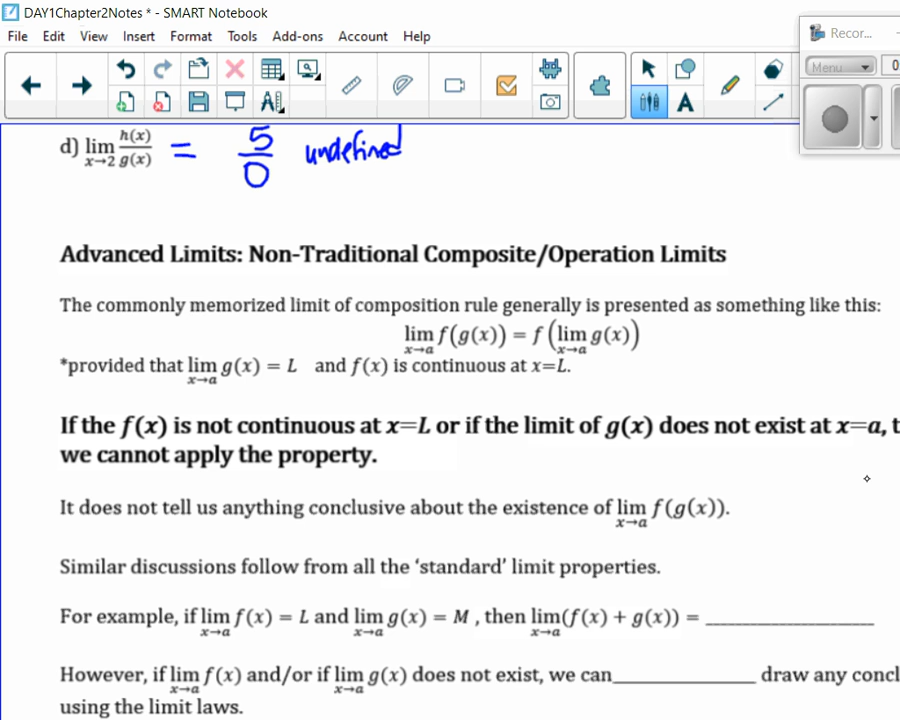 DAY1Chapter2Notes * - SMART Notebook
File Edit View Insert Format Tools Add-ons Account Help
Recor...
Menu
0
d) lim x→2 h(x)/g(x) = 5/0 undefined
Advanced Limits: Non-Traditional Composite/Operation Limits
The commonly memorized limit of composition rule generally is presented as something like this:
lim x→a f(g(x)) = f(lim x→a g(x))
*provided that lim x→a g(x) = L and f(x) is continuous at x=L.
If the f(x) is not continuous at x=L or if the limit of g(x) does not exist at x=a, t
we cannot apply the property.
It does not tell us anything conclusive about the existence of lim x→a f(g(x)).
Similar discussions follow from all the 'standard' limit properties.
For example, if lim x→a f(x) = L and lim x→a g(x) = M , then lim x→a (f(x) + g(x)) = ________________
However, if lim x→a f(x) and/or if lim x→a g(x) does not exist, we can______________ draw any concl
using the limit laws.